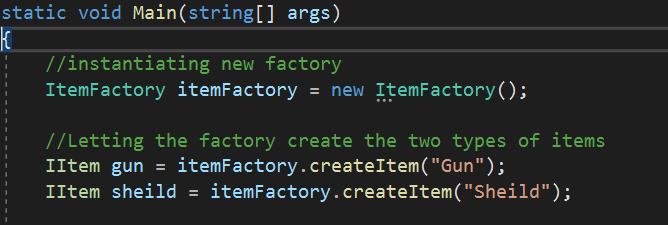 static void Main(string[] args)
{
//instantiating new factory
ItemFactory itemFactory = new ItemFactory();
//Letting the factory create the two types of items
IItem gun = itemFactory.createItem("Gun");
IItem sheild = itemFactory.createItem("Sheild");